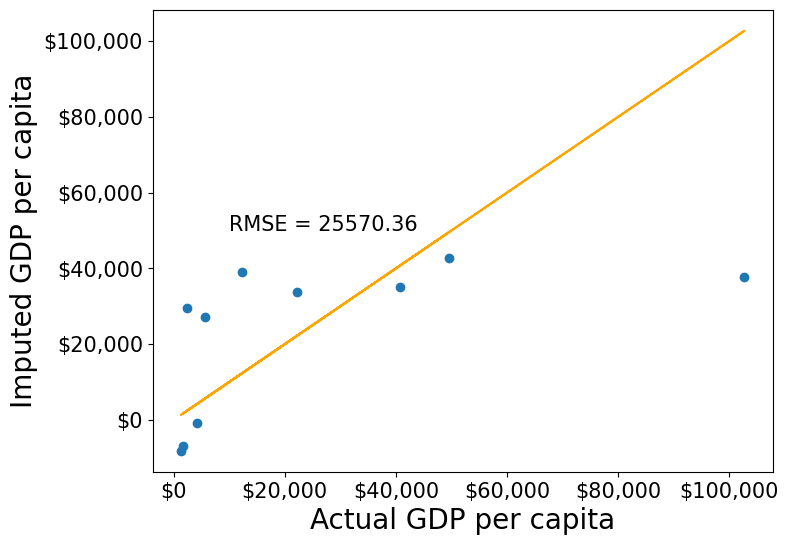 Imputed GDP per capita
$100,000
$80,000
$60,000
$40,000
$20,000
$0
RMSE = 25570.36
$0 $20,000 $40,000 $60,000 $80,000 $100,000
Actual GDP per capita